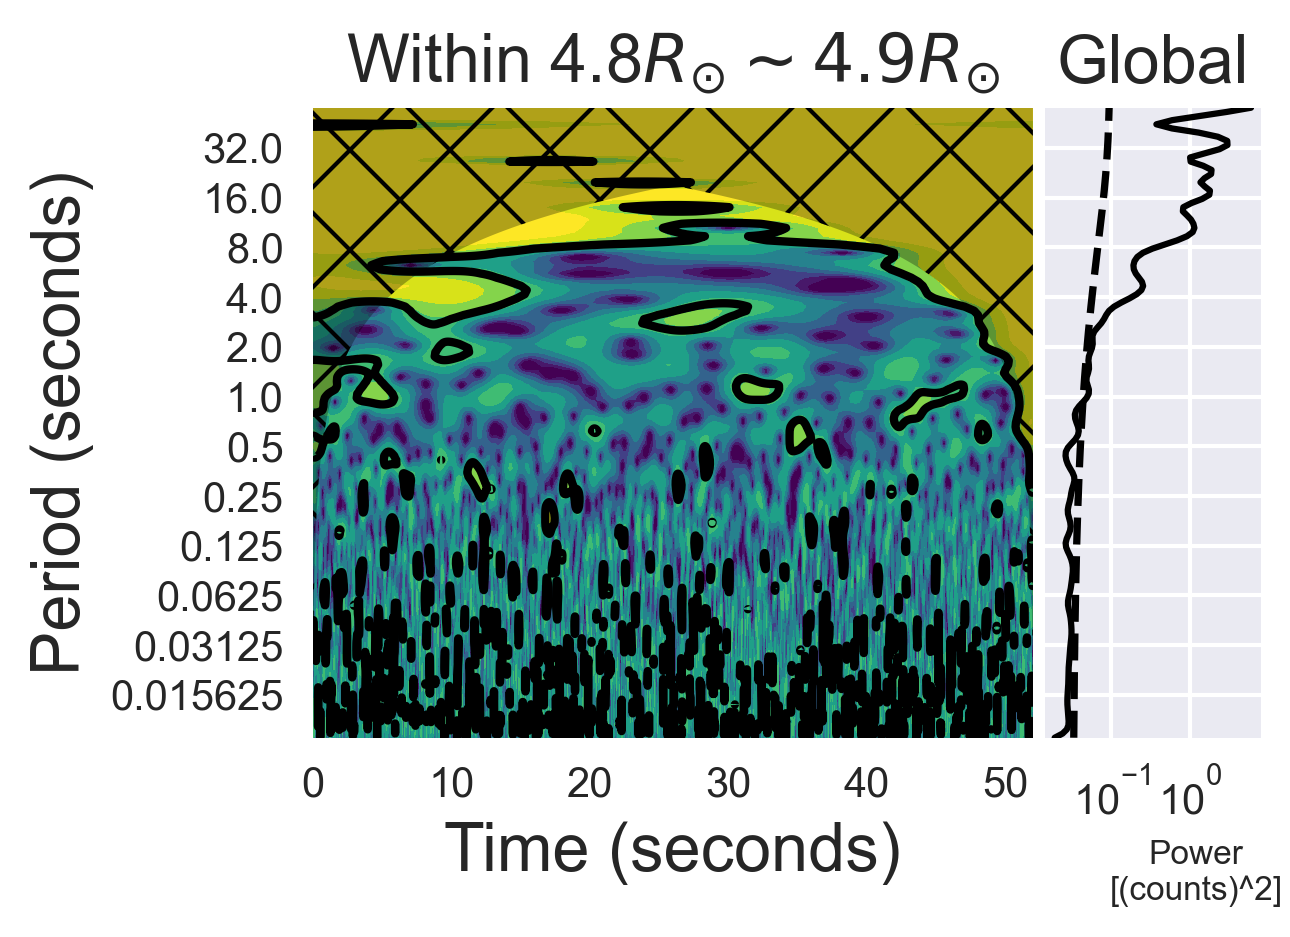 Within 4.8R⊙ ~ 4.9R⊙
Global
Period (seconds)
32.0
16.0
8.0
4.0
2.0
1.0
0.5
0.25
0.125
0.0625
0.03125
0.015625
0 10 20 30 40 50
Time (seconds)
10⁻¹ 10⁰
Power
[(counts)^2]